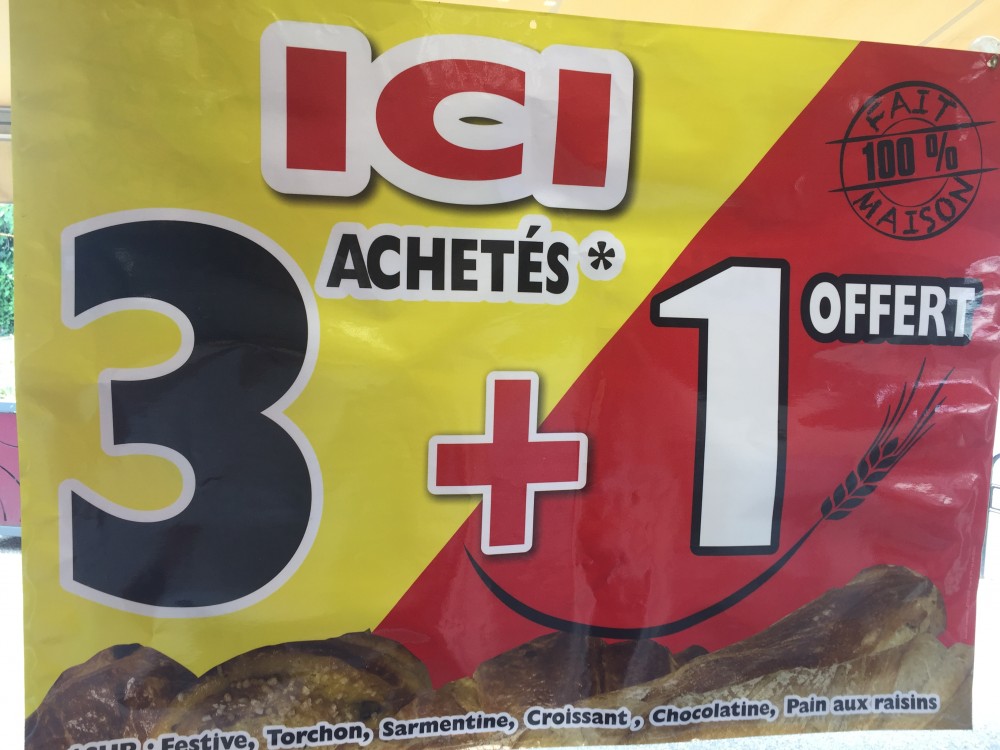 ICI
FAIT
100 %
MAISON
3 ACHETÉS *
+
1 OFFERT
: Festive, Torchon, Sarmentine, Croissant, Chocolatine, Pain aux raisins